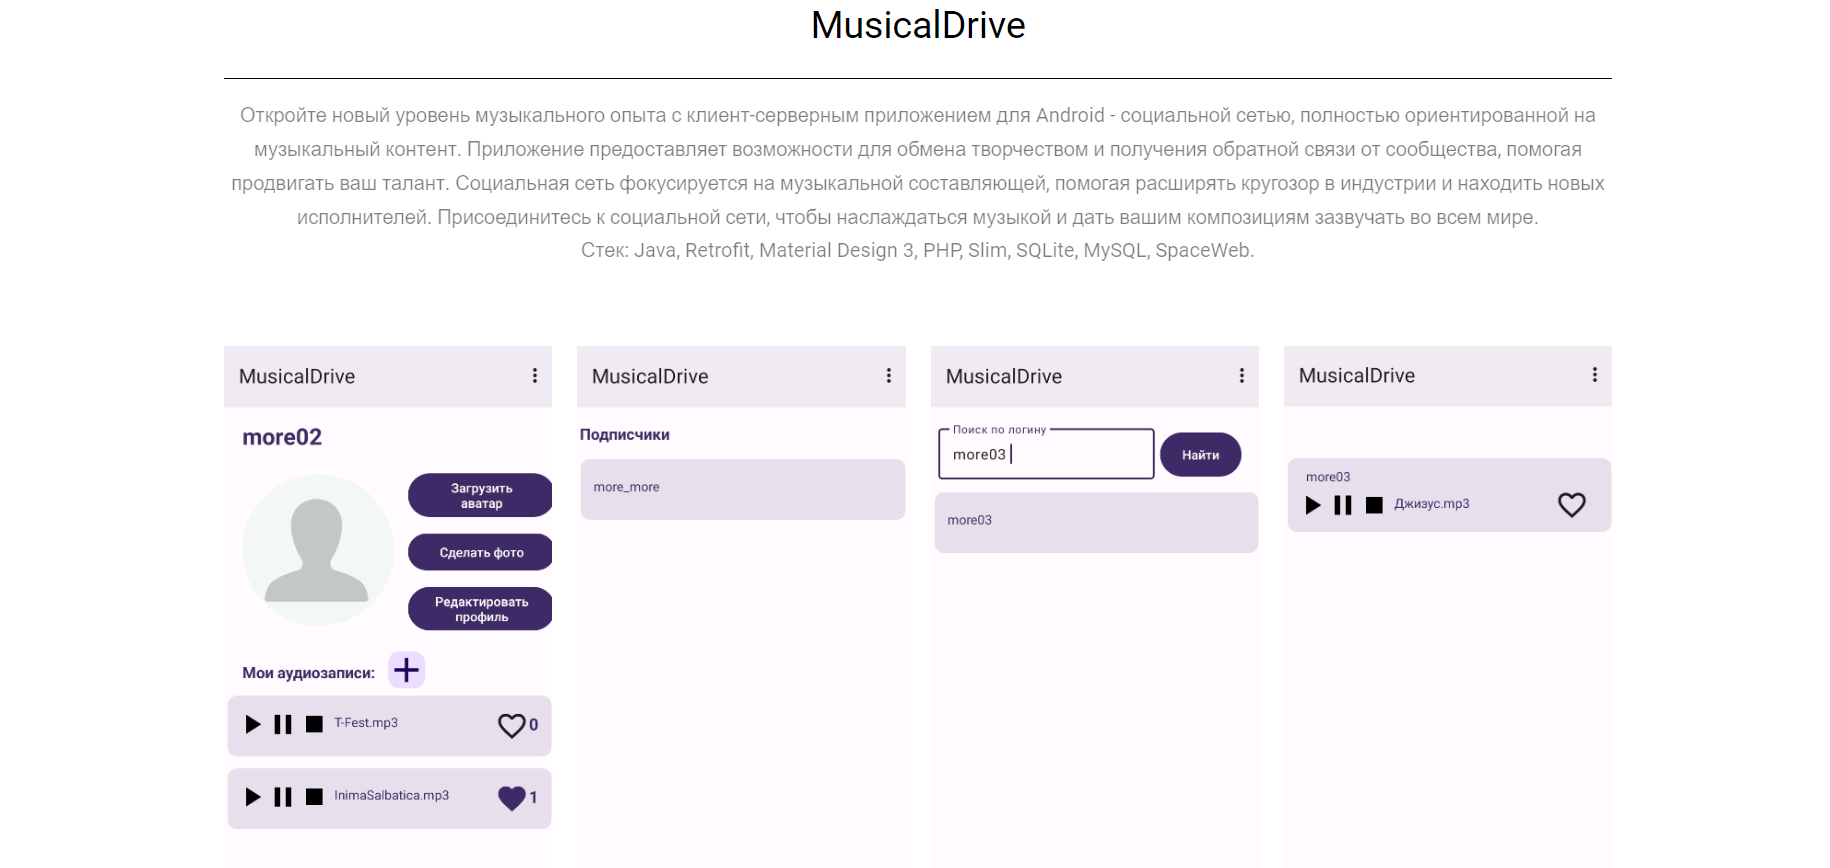 MusicalDrive
Откройте новый уровень музыкального опыта с клиент-серверным приложением для Android - социальной сетью, полностью ориентированной на
музыкальный контент. Приложение предоставляет возможности для обмена творчеством и получения обратной связи от сообщества, помогая
продвигать ваш талант. Социальная сеть фокусируется на музыкальной составляющей, помогая расширять кругозор в индустрии и находить новых
исполнителей. Присоединитесь к социальной сети, чтобы наслаждаться музыкой и дать вашим композициям зазвучать во всем мире.
Стек: Java, Retrofit, Material Design 3, PHP, Slim, SQLite, MySQL, SpaceWeb.
MusicalDrive
more02
Загрузить
аватар
Сделать фото
Редактировать
профиль
Мои аудиозаписи:
T-Fest.mp3
0
InimaSalbatica.mp3
1
MusicalDrive
Подписчики
more_more
MusicalDrive
Поиск по логину
more03
Найти
more03
MusicalDrive
more03
Джизус.mp3